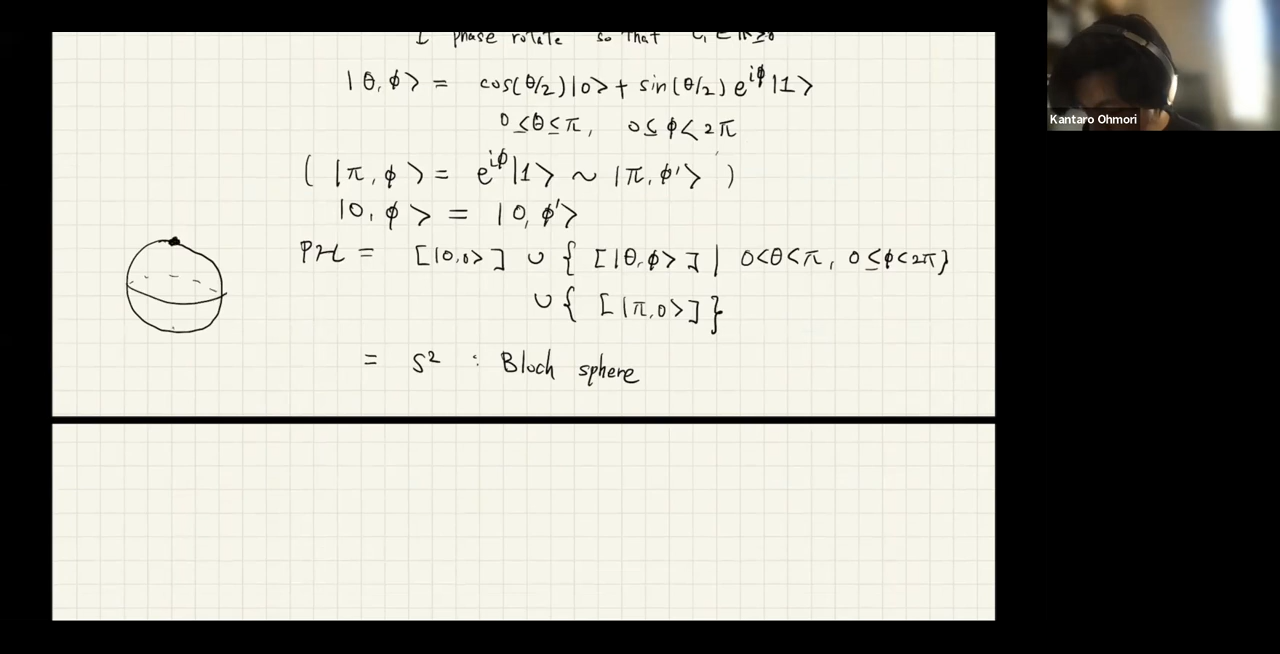 phase rotate so that
|θ, φ> = cos(θ/2)|0> + sin(θ/2) e^{iφ}|1>
0≤θ≤π, 0≤φ<2π
( |π, φ> = e^{iφ}|1> ~ |π, φ'> )
|0, φ> = |0, φ'>
PH = [|0,0>] ∪ { [|θ,φ>] | 0<θ<π, 0≤φ<2π}
∪ { [|π,0>] }
= S² : Bloch sphere
Kantaro Ohmori